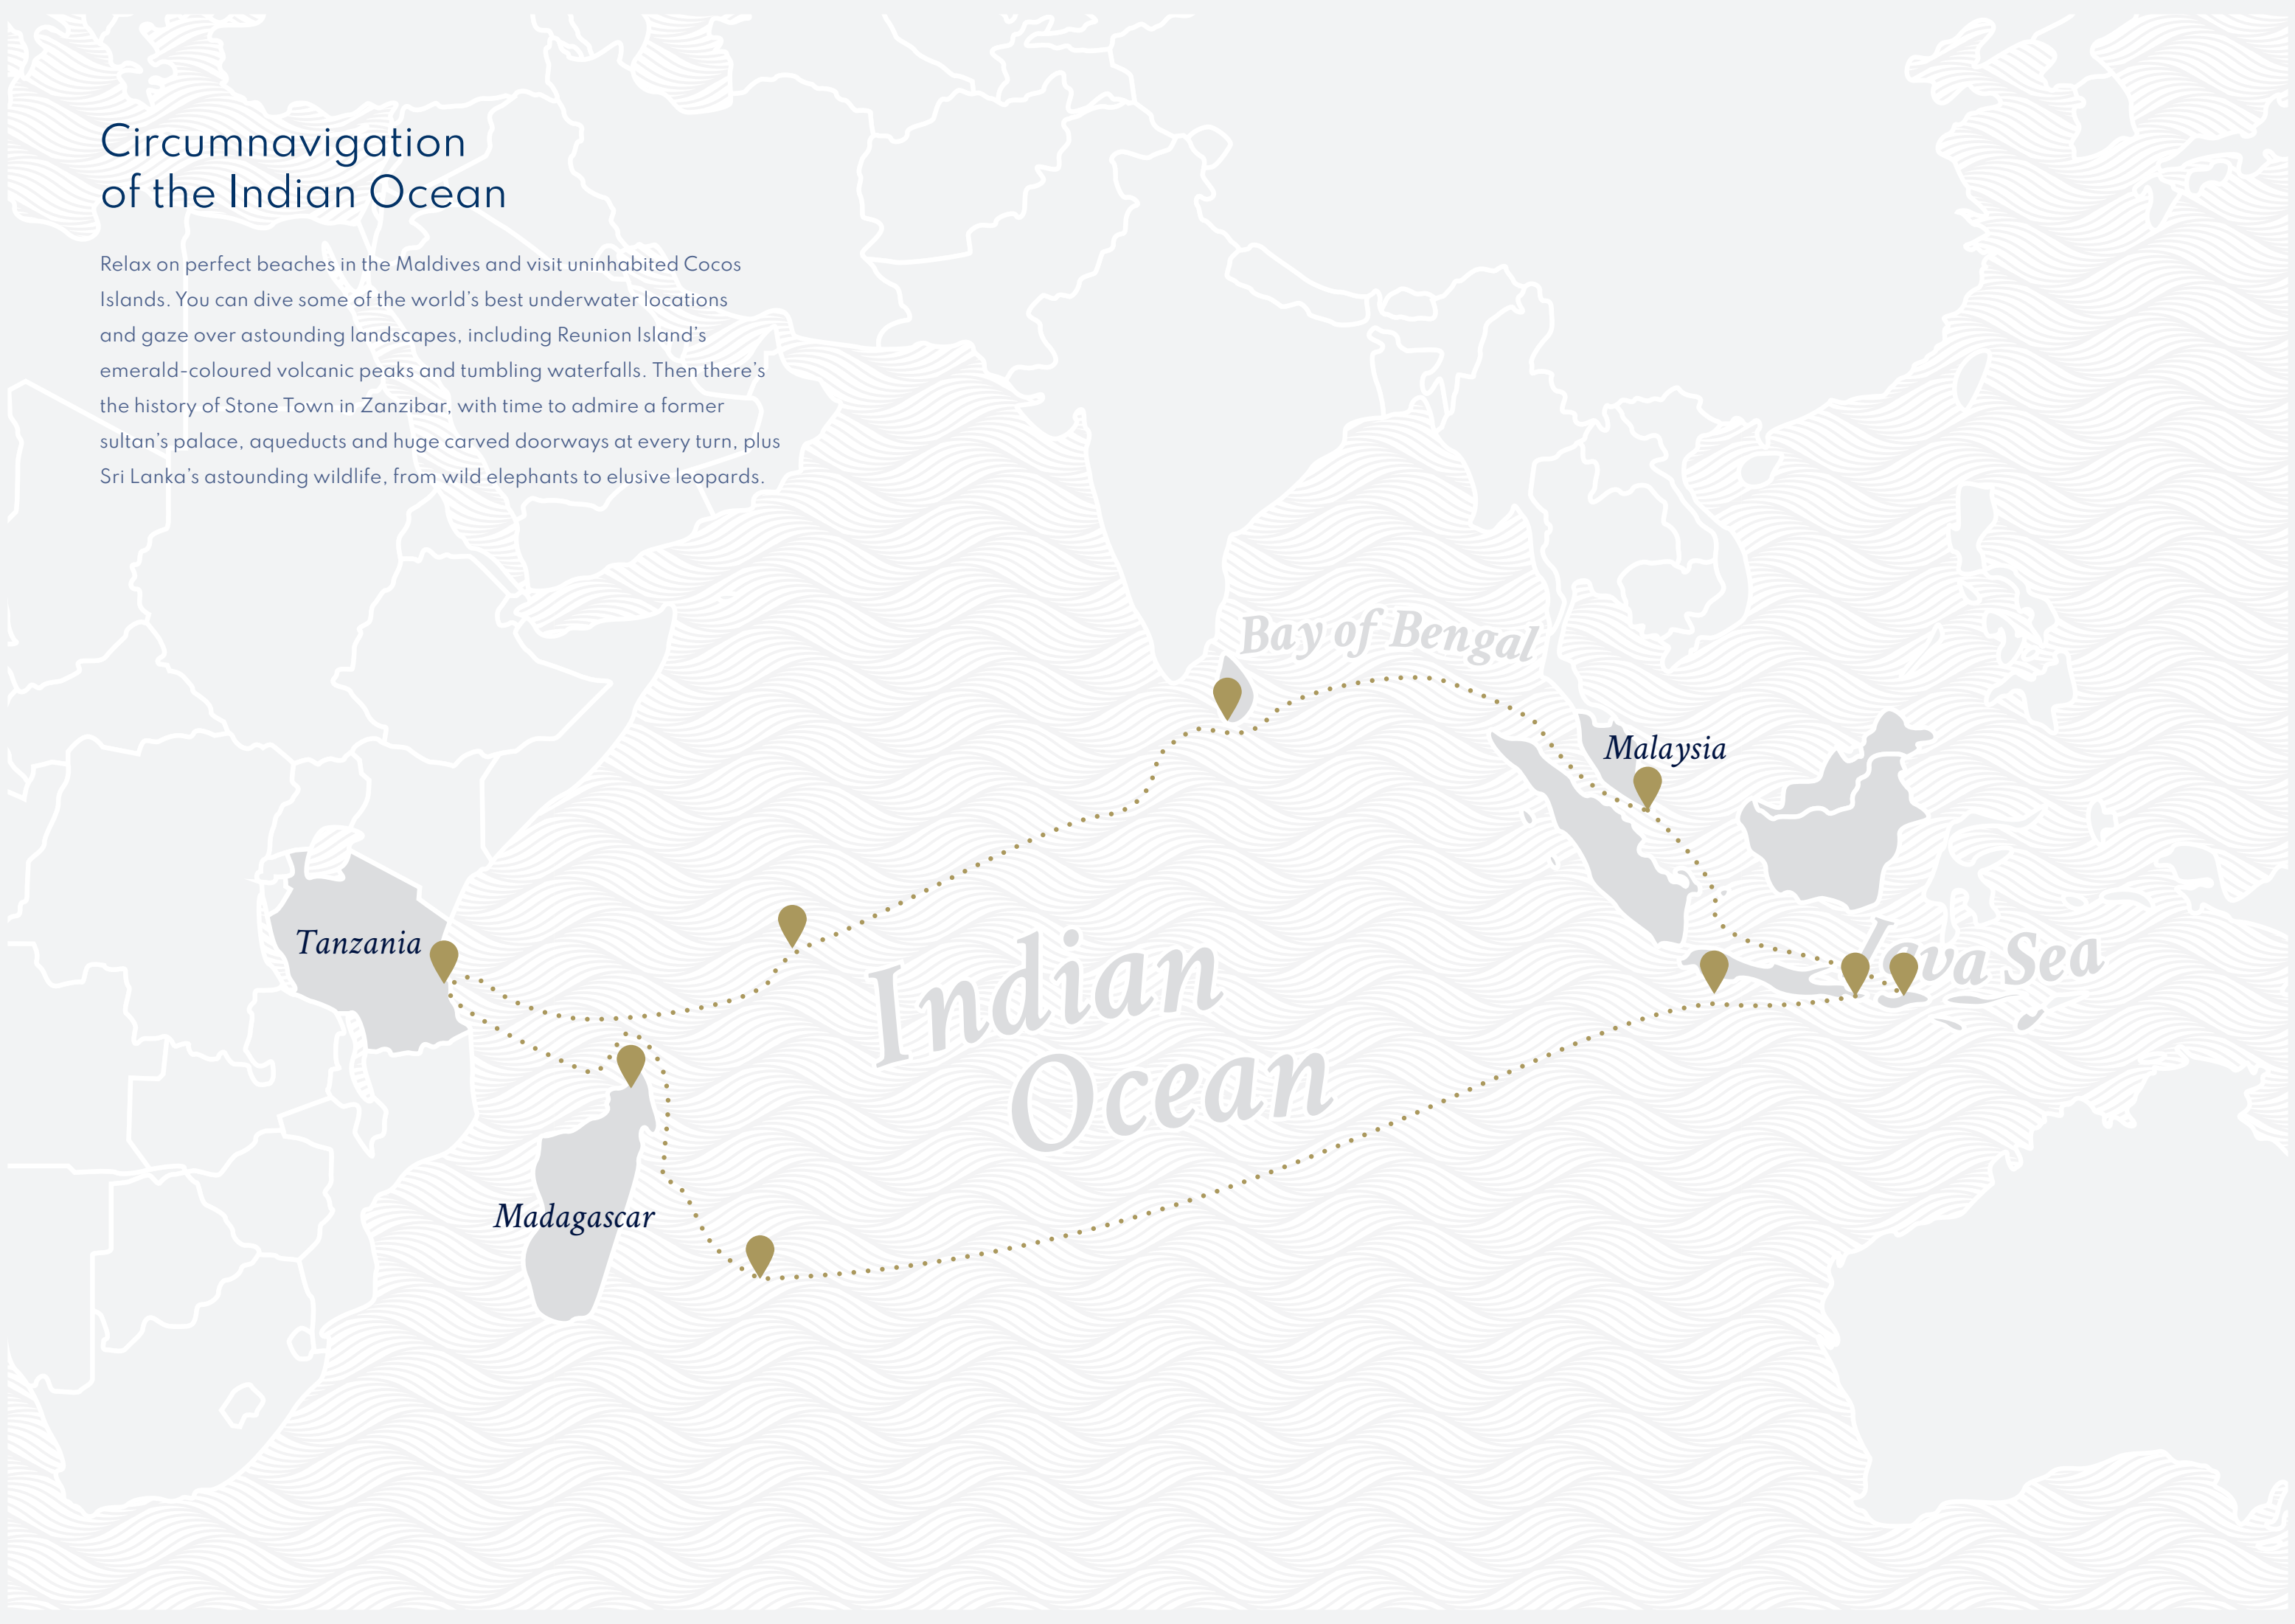 Circumnavigation
of the Indian Ocean
Relax on perfect beaches in the Maldives and visit uninhabited Cocos
Islands. You can dive some of the world’s best underwater locations
and gaze over astounding landscapes, including Reunion Island’s
emerald-coloured volcanic peaks and tumbling waterfalls. Then there’s
the history of Stone Town in Zanzibar, with time to admire a former
sultan’s palace, aqueducts and huge carved doorways at every turn, plus
Sri Lanka’s astounding wildlife, from wild elephants to elusive leopards.
Bay of Bengal
Malaysia
Tanzania
Java Sea
Indian
Ocean
Madagascar